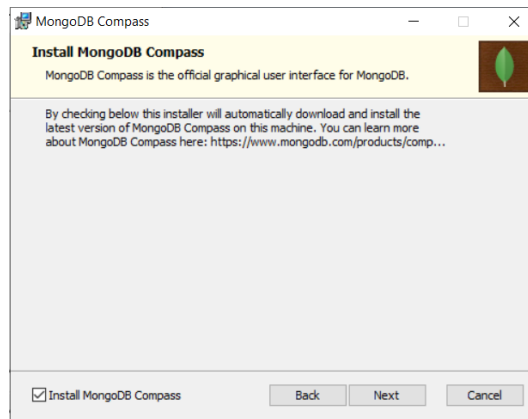 MongoDB Compass
Install MongoDB Compass
MongoDB Compass is the official graphical user interface for MongoDB.
By checking below this installer will automatically download and install the
latest version of MongoDB Compass on this machine. You can learn more
about MongoDB Compass here: https://www.mongodb.com/products/comp...
Install MongoDB Compass
Back
Next
Cancel